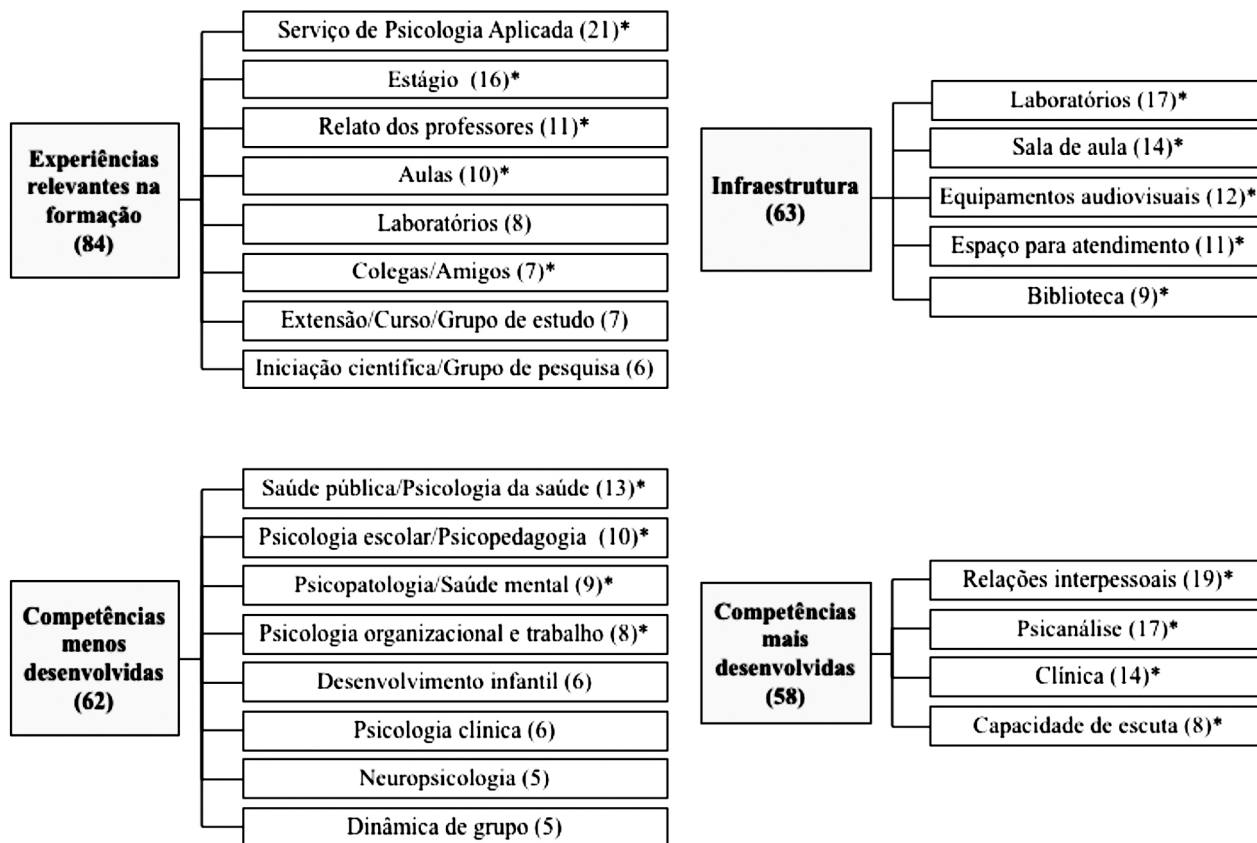 Experiências
relevantes na
formação
(84)
Serviço de Psicologia Aplicada (21)*
Estágio (16)*
Relato dos professores (11)*
Aulas (10)*
Laboratórios (8)
Colegas/Amigos (7)*
Extensão/Curso/Grupo de estudo (7)
Iniciação científica/Grupo de pesquisa (6)
Infraestrutura
(63)
Laboratórios (17)*
Sala de aula (14)*
Equipamentos audiovisuais (12)*
Espaço para atendimento (11)*
Biblioteca (9)*
Competências
menos
desenvolvidas
(62)
Saúde pública/Psicologia da saúde (13)*
Psicologia escolar/Psicopedagogia (10)*
Psicopatologia/Saúde mental (9)*
Psicologia organizacional e trabalho (8)*
Desenvolvimento infantil (6)
Psicologia clínica (6)
Neuropsicologia (5)
Dinâmica de grupo (5)
Competências
mais
desenvolvidas
(58)
Relações interpessoais (19)*
Psicanálise (17)*
Clínica (14)*
Capacidade de escuta (8)*